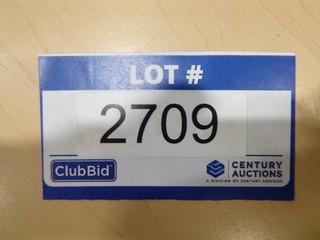 LOT #
2709
ClubBid
CENTURY
AUCTIONS
A DIVISION OF CENTURY SERVICES